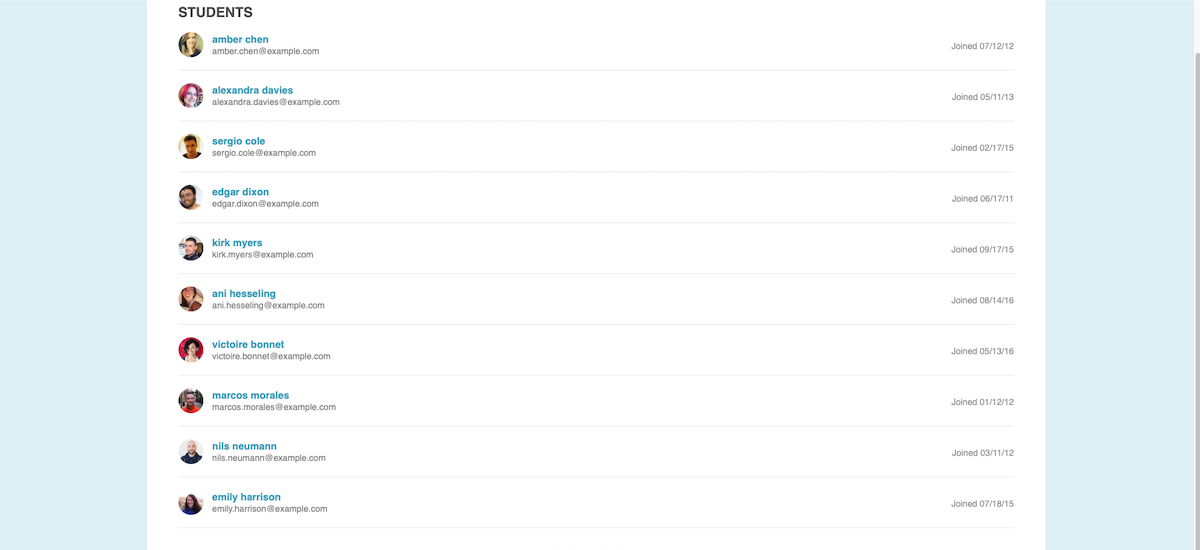 STUDENTS
amber chen
amber.chen@example.com
Joined 07/12/12
alexandra davies
alexandra.davies@example.com
Joined 05/11/13
sergio cole
sergio.cole@example.com
Joined 02/17/15
edgar dixon
edgar.dixon@example.com
Joined 06/17/11
kirk myers
kirk.myers@example.com
Joined 09/17/15
ani hesseling
ani.hesseling@example.com
Joined 08/14/16
victoire bonnet
victoire.bonnet@example.com
Joined 05/13/16
marcos morales
marcos.morales@example.com
Joined 01/12/12
nils neumann
nils.neumann@example.com
Joined 03/11/12
emily harrison
emily.harrison@example.com
Joined 07/18/15